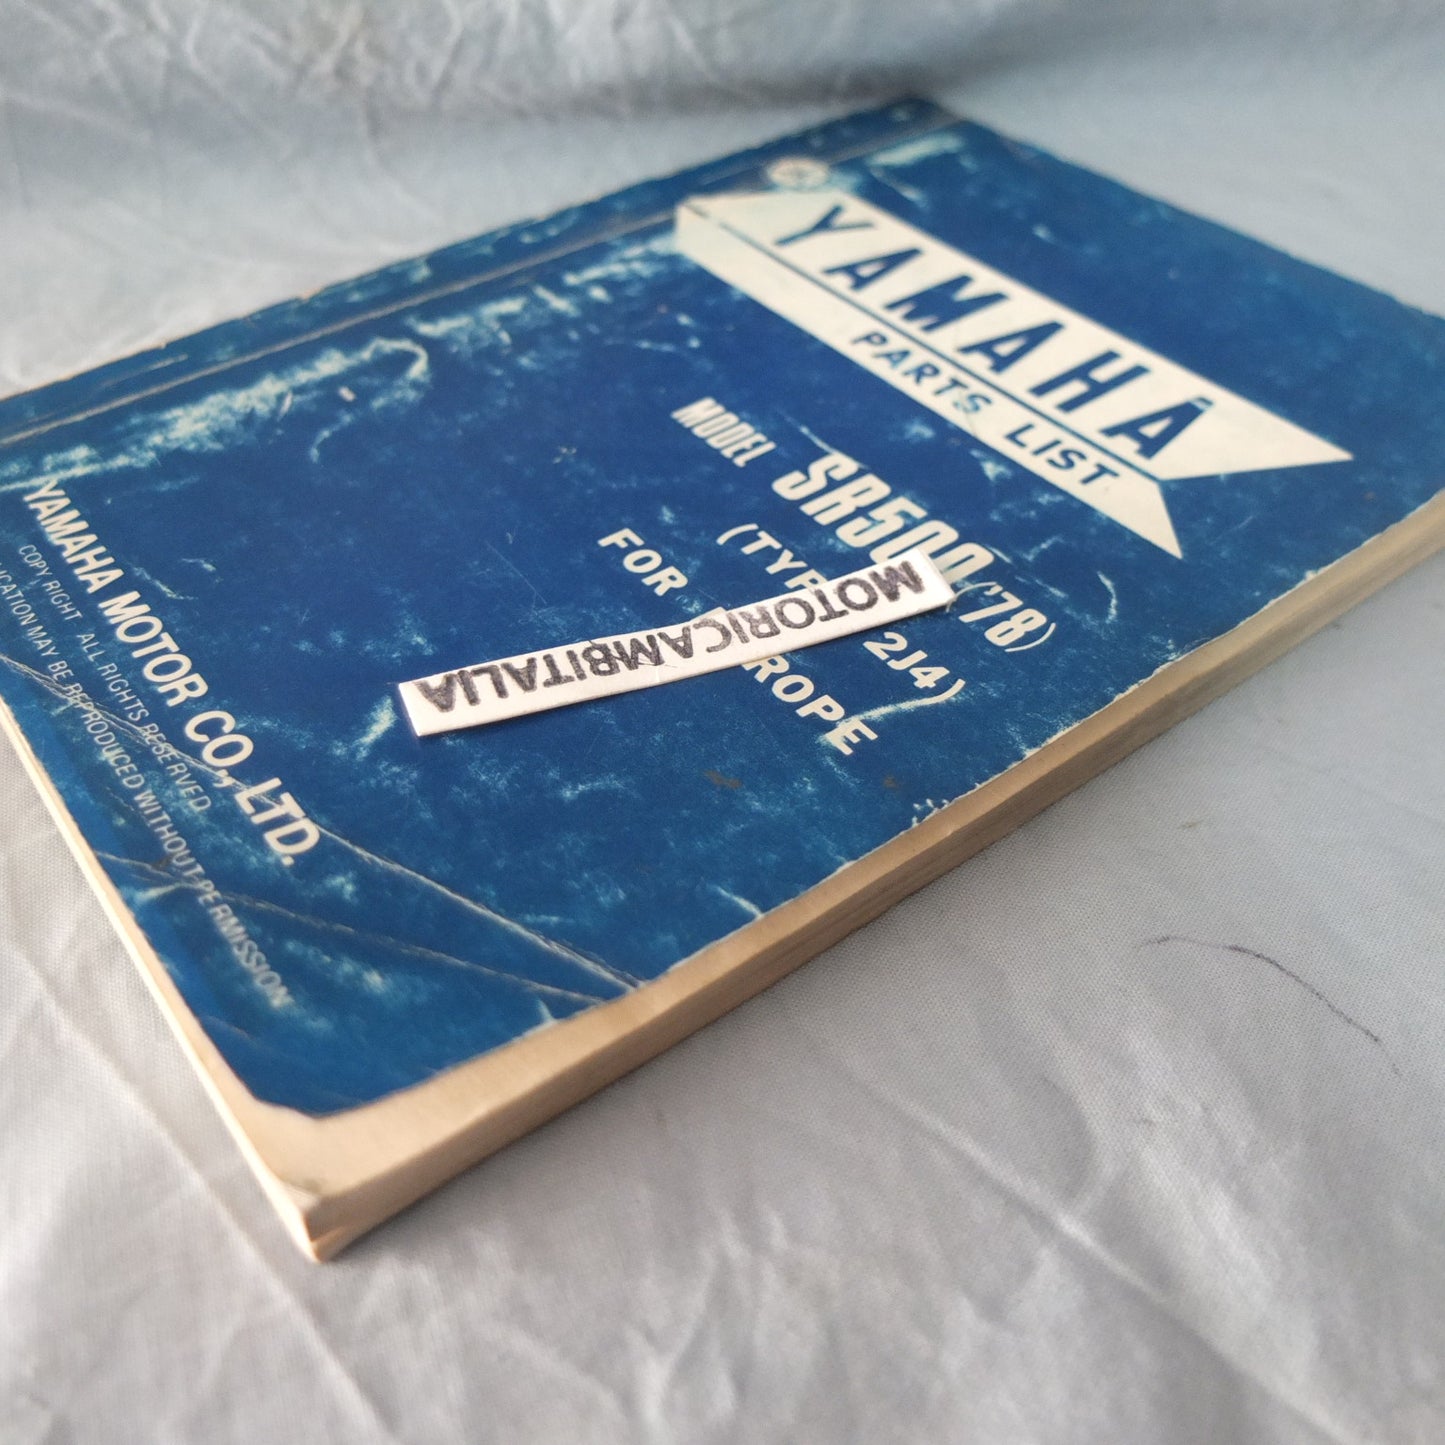 YAMAHA
PARTS LIST
MODEL SR500 ('78)
(TYP 2J4)
FOR ROPE
MOTORICAMBITALIA
YAMAHA MOTOR CO., LTD.
COPY RIGHT ALL RIGHTS RESERVED
MAY BE REPRODUCED WITHOUT PERMISSION